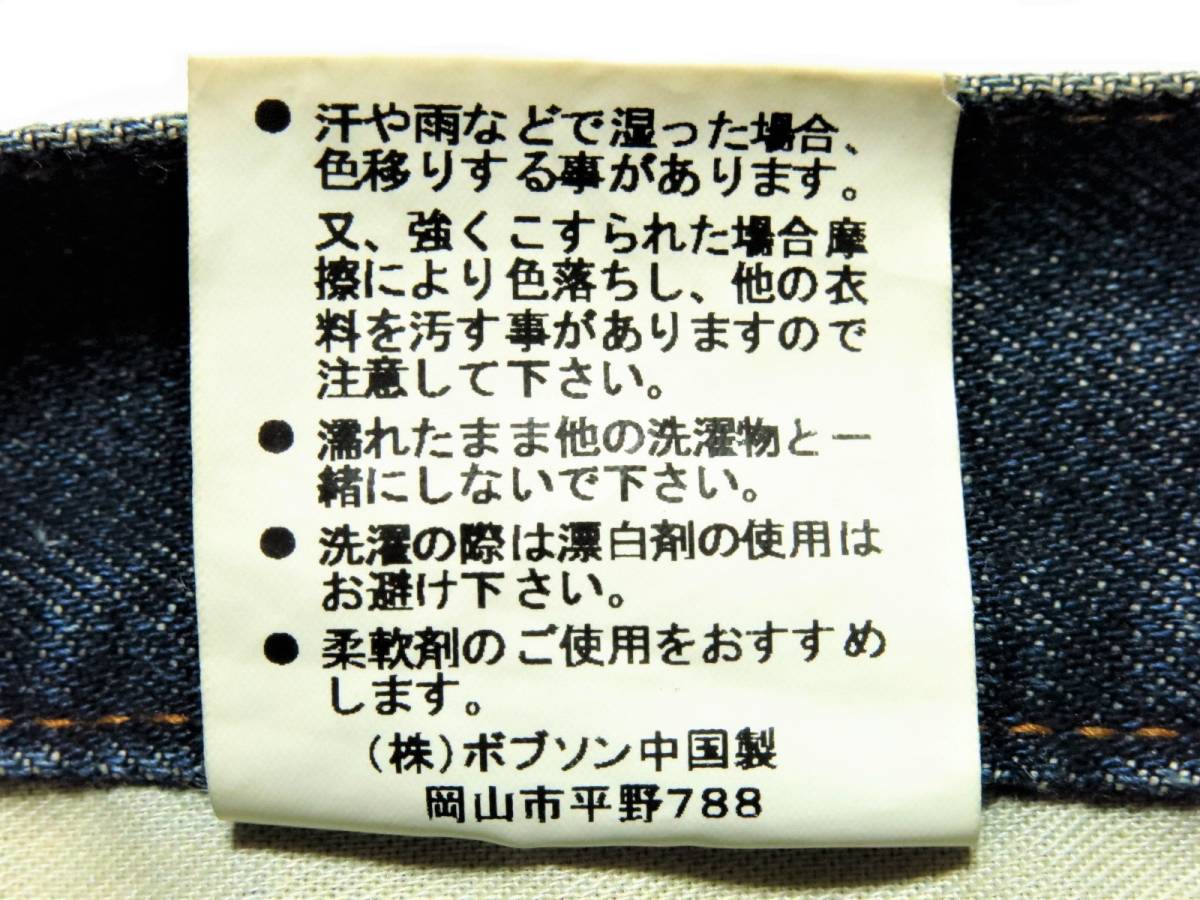 ● 汗や雨などで湿った場合、
色移りする事があります。
又、強くこすられた場合摩
擦により色落ちし、他の衣
料を汚す事がありますので
注意して下さい。
● 濡れたまま他の洗濯物と一
緒にしないで下さい。
● 洗濯の際は漂白剤の使用は
お避け下さい。
● 柔軟剤のご使用をおすすめ
します。
(株)ボブソン中国製
岡山市平野788